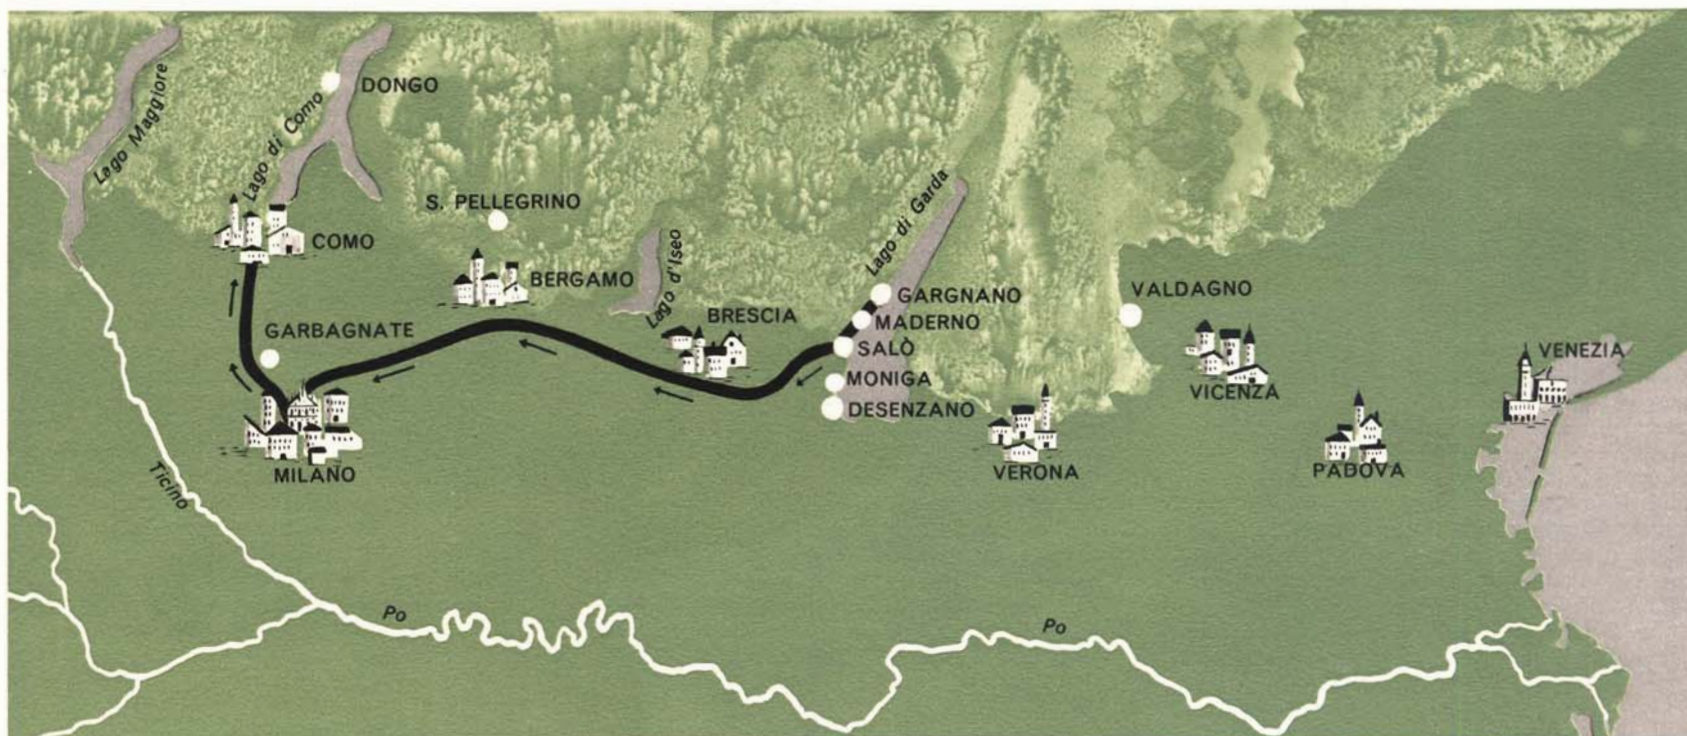 Lago Maggiore
Lago di Como
DONGO
S. PELLEGRINO
COMO
BERGAMO
Lago d'Iseo
Lago di Garda
GARGNANO
MADERNO
SALÒ
MONIGA
DESENZANO
BRESCIA
GARBAGNATE
MILANO
VALDAGNO
VICENZA
VERONA
PADOVA
VENEZIA
Ticino
Po
Po